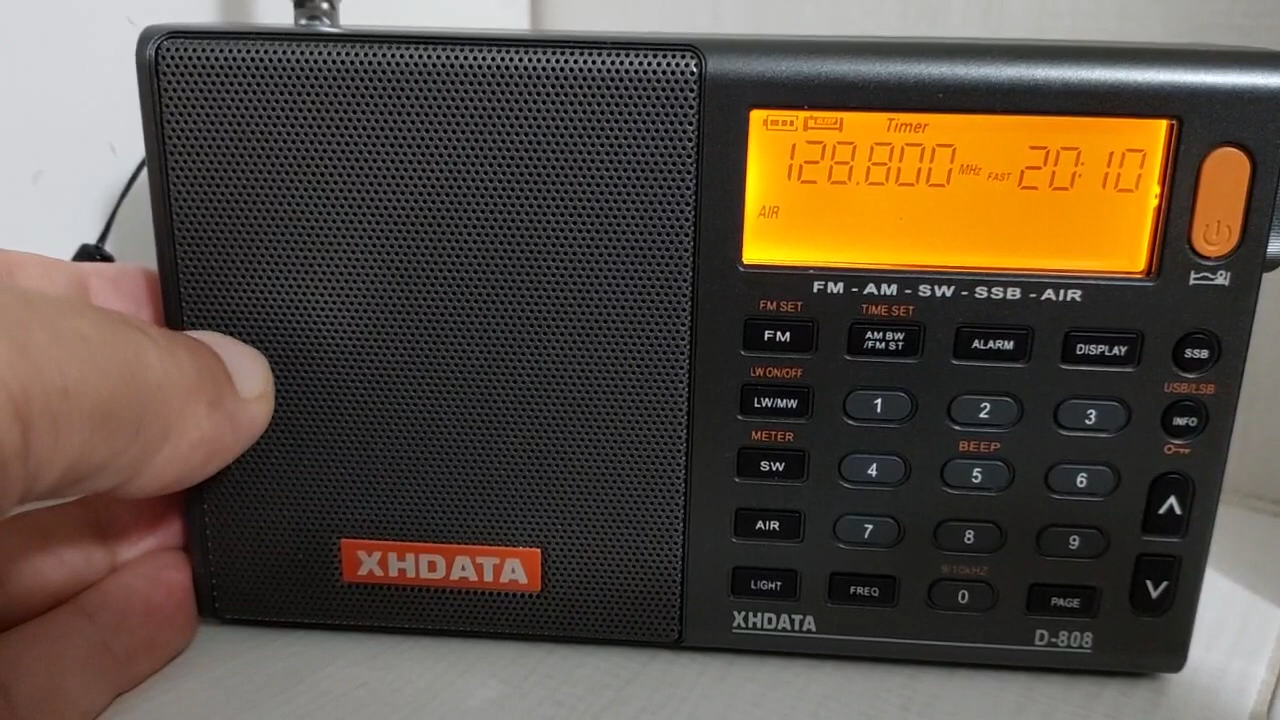 SLEEP Timer
128.800 MHz FAST 20:10
AIR
FM - AM - SW - SSB - AIR
FM SET TIME SET
FM AM BW /FM ST ALARM DISPLAY SSB
LW ON/OFF USB/LSB
LW/MW 1 2 3 INFO
METER BEEP
SW 4 5 6
AIR 7 8 9
9/10kHZ
LIGHT FREQ 0 PAGE
XHDATA
XHDATA D-808